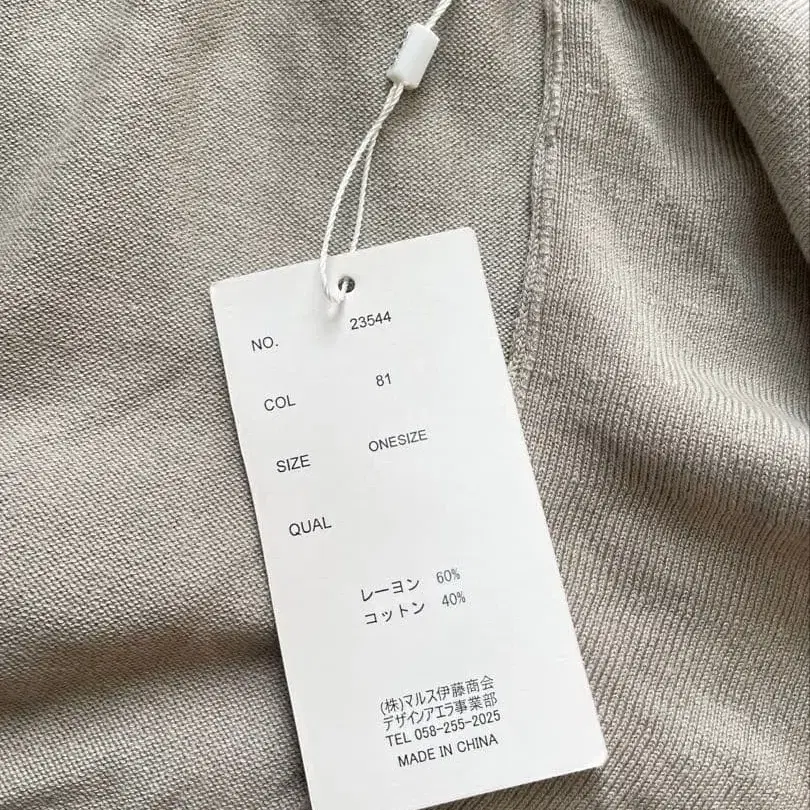 NO. 23544
COL 81
SIZE ONESIZE
QUAL
レーヨン 60%
コットン 40%
(株)マルス伊藤商会
デザインアエラ事業部
TEL 058-255-2025
MADE IN CHINA